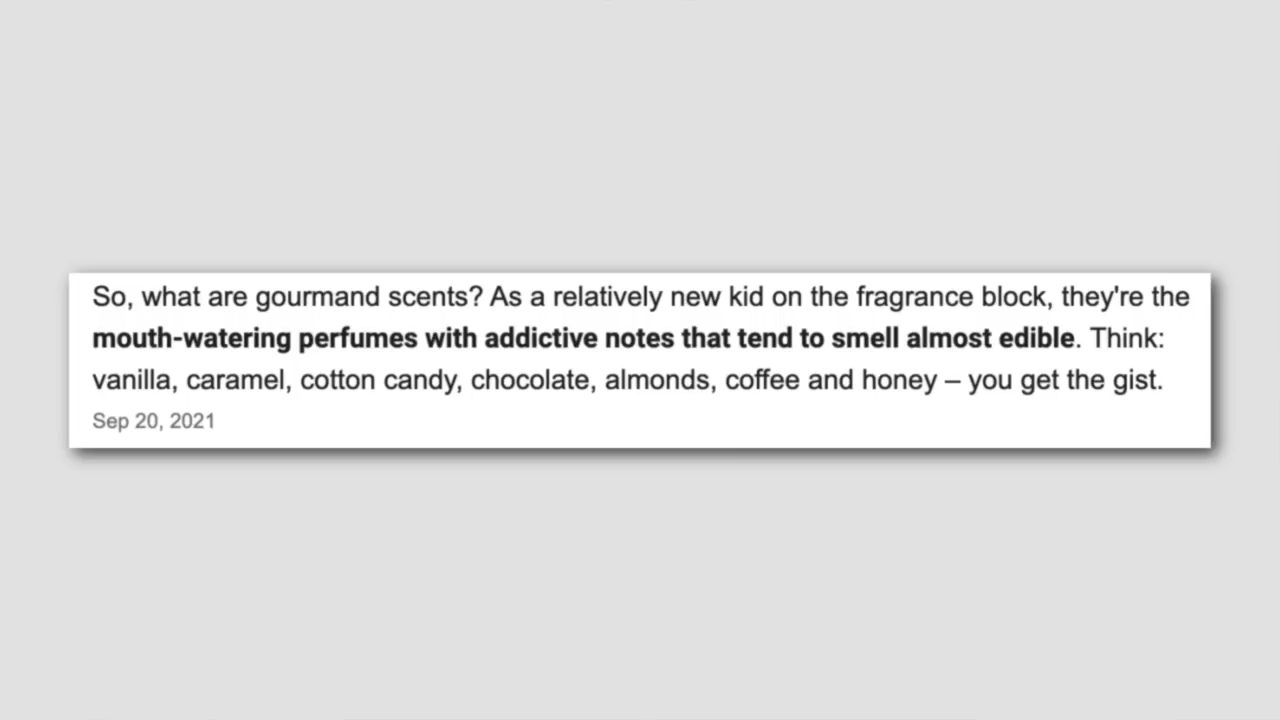 So, what are gourmand scents? As a relatively new kid on the fragrance block, they're the
mouth-watering perfumes with addictive notes that tend to smell almost edible. Think:
vanilla, caramel, cotton candy, chocolate, almonds, coffee and honey – you get the gist.
Sep 20, 2021